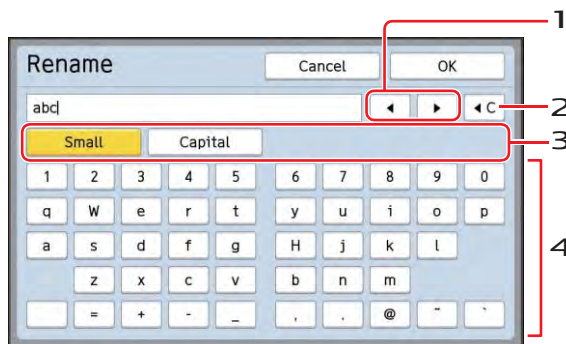 1
Rename Cancel OK
abc ◀ ▶ ◀C 2
Small Capital 3
1 2 3 4 5 6 7 8 9 0
q W e r t y u i o p
a s d f g H j k l 4
z x c v b n m
= + - _ , . @ ~ `